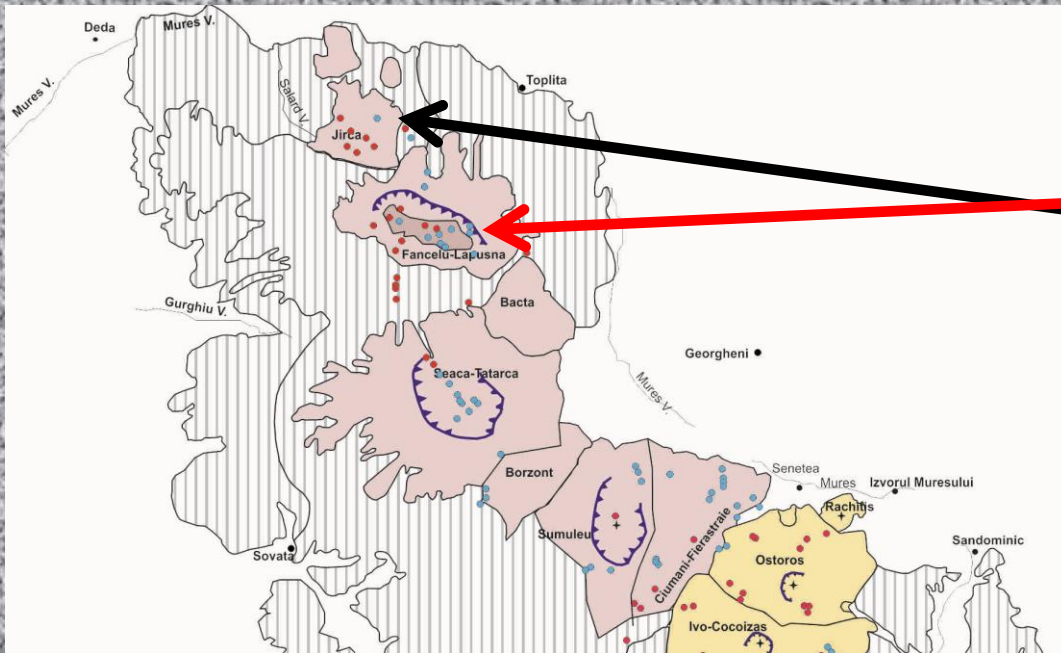 Deda
Mures V.
Mures V.
Salard V.
Toplita
Jirca
Fancelu-Lapusna
Bacta
Gurghiu V.
Georgheni
Seaca-Tatarca
Mures V.
Borzont
Senetea
Mures
Izvorul Muresului
Rachitis
Sumuleu
Ciumani-Fierastraie
Sovata
Ostoros
Sandominic
Ivo-Cocoizas